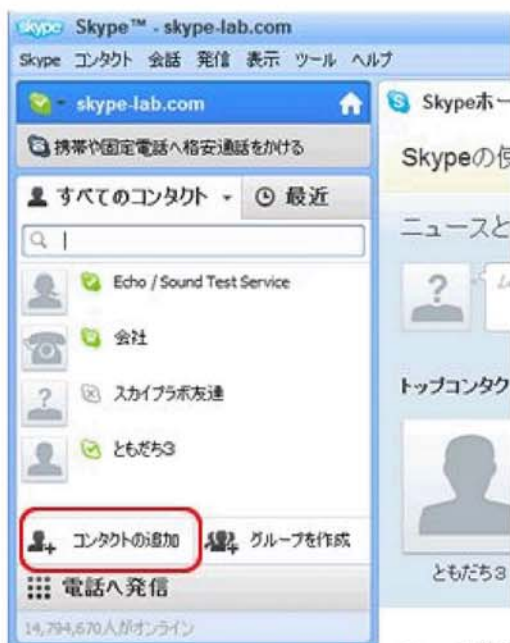 Skype™ - skype-lab.com
Skype コンタクト 会話 発信 表示 ツール ヘルプ
skype-lab.com
Skypeホー
携帯や固定電話へ格安通話をかける
Skypeの使
すべてのコンタクト 最近
ニュースと
Echo / Sound Test Service
会社
スカイプラボ友達
トップコンタク
ともだち3
コンタクトの追加 グループを作成
ともだち3
電話へ発信
14,794,670人がオンライン